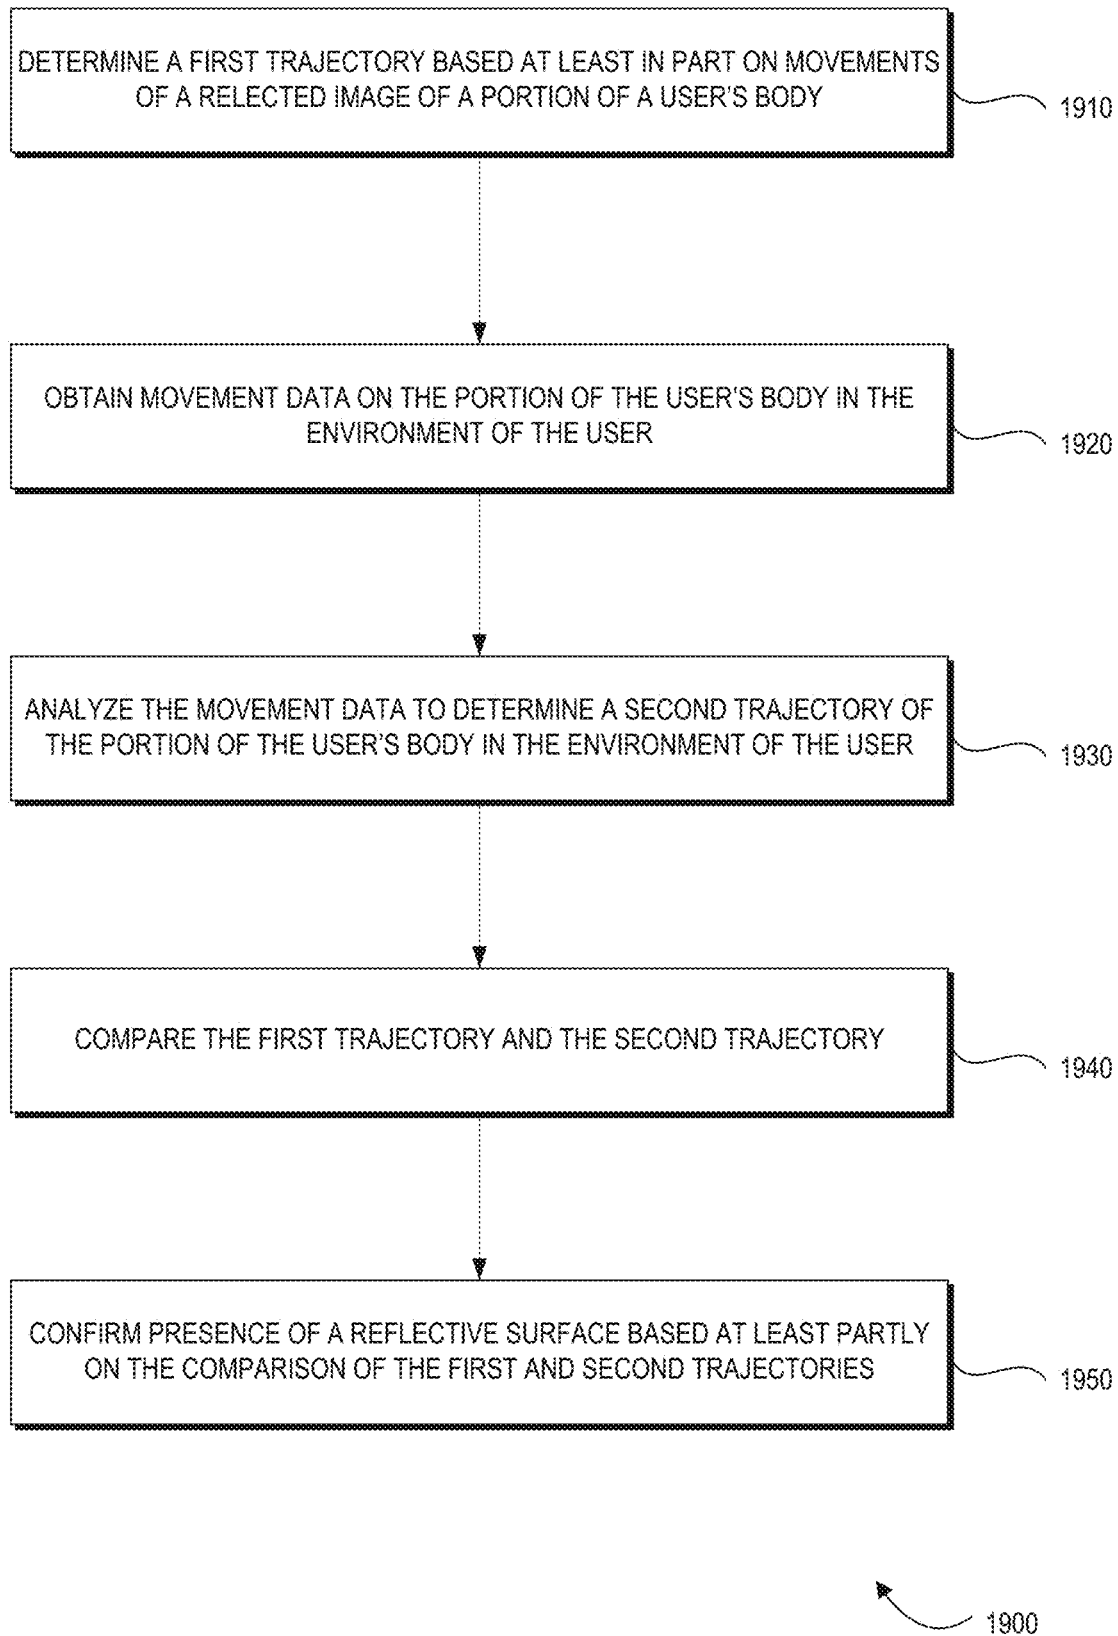 DETERMINE A FIRST TRAJECTORY BASED AT LEAST IN PART ON MOVEMENTS
OF A RELECTED IMAGE OF A PORTION OF A USER'S BODY
1910
OBTAIN MOVEMENT DATA ON THE PORTION OF THE USER'S BODY IN THE
ENVIRONMENT OF THE USER
1920
ANALYZE THE MOVEMENT DATA TO DETERMINE A SECOND TRAJECTORY OF
THE PORTION OF THE USER'S BODY IN THE ENVIRONMENT OF THE USER
1930
COMPARE THE FIRST TRAJECTORY AND THE SECOND TRAJECTORY
1940
CONFIRM PRESENCE OF A REFLECTIVE SURFACE BASED AT LEAST PARTLY
ON THE COMPARISON OF THE FIRST AND SECOND TRAJECTORIES
1950
1900